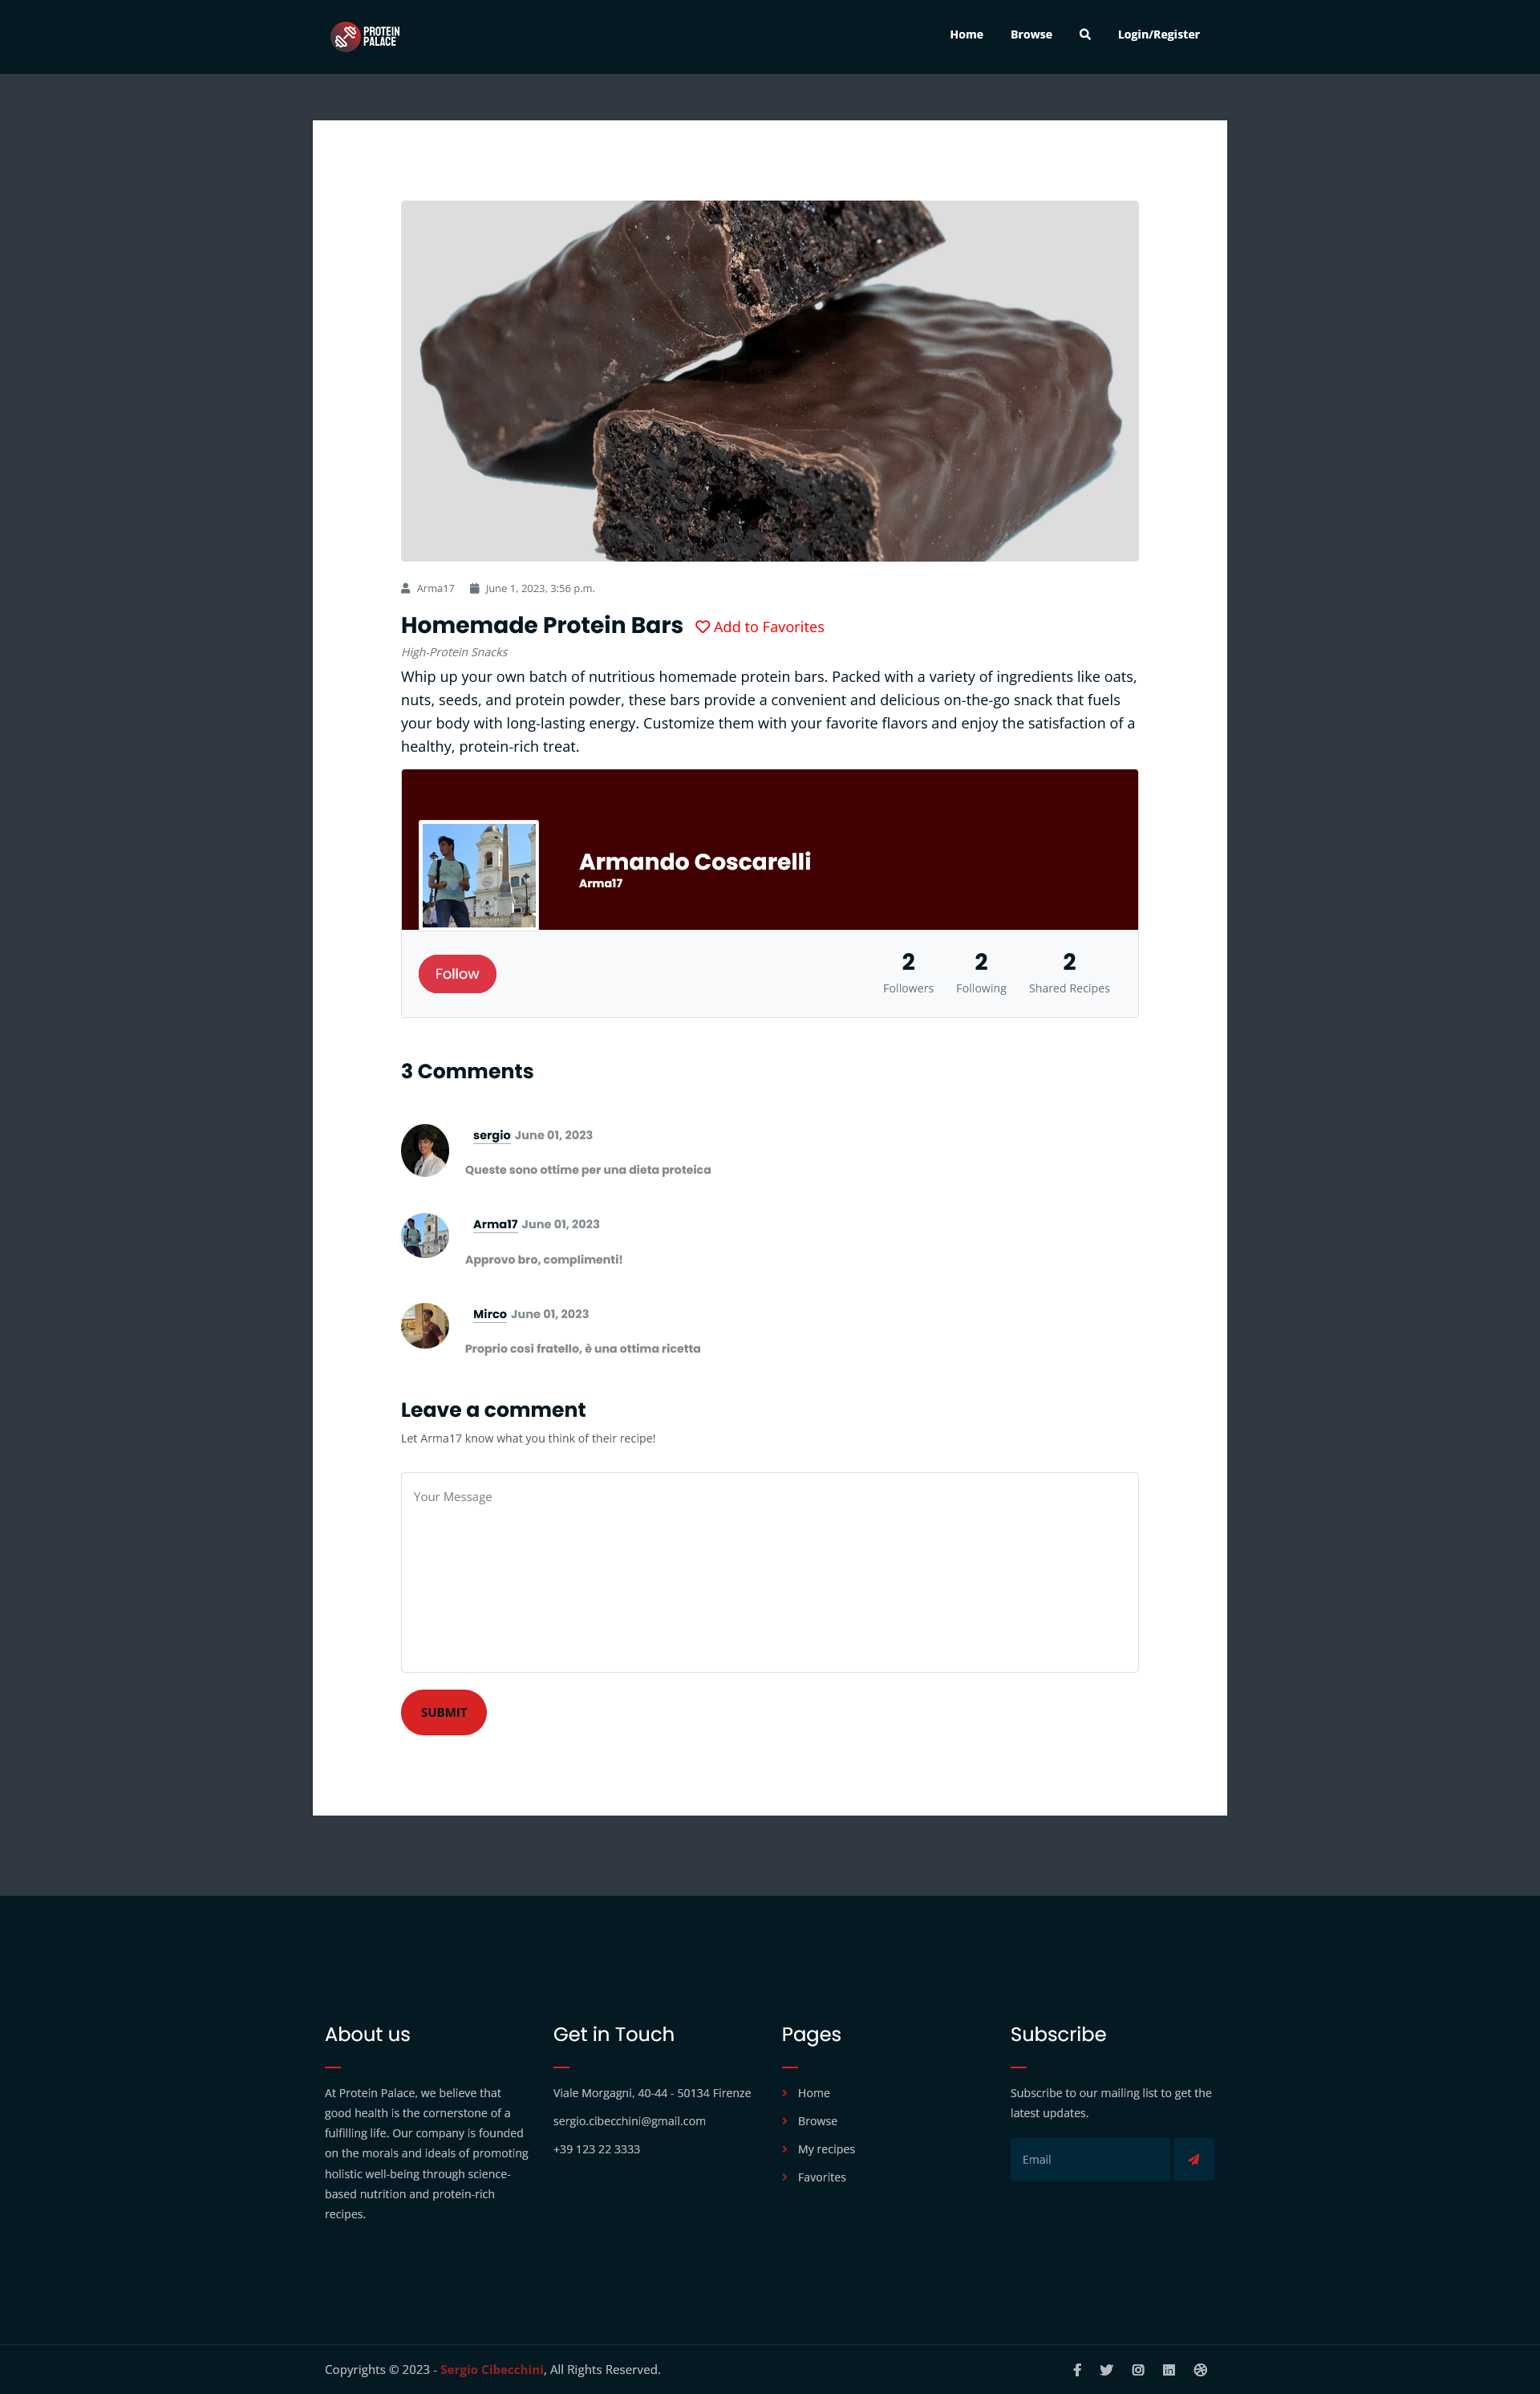 PROTEIN
PALACE
Home Browse Login/Register
Arma17 June 1, 2023, 3:56 p.m.
Homemade Protein Bars Add to Favorites
High-Protein Snacks
Whip up your own batch of nutritious homemade protein bars. Packed with a variety of ingredients like oats,
nuts, seeds, and protein powder, these bars provide a convenient and delicious on-the-go snack that fuels
your body with long-lasting energy. Customize them with your favorite flavors and enjoy the satisfaction of a
healthy, protein-rich treat.
Armando Coscarelli
Arma17
Follow
2 2 2
Followers Following Shared Recipes
3 Comments
sergio June 01, 2023
Queste sono ottime per una dieta proteica
Arma17 June 01, 2023
Approvo bro, complimenti!
Mirco June 01, 2023
Proprio così fratello, è una ottima ricetta
Leave a comment
Let Arma17 know what you think of their recipe!
Your Message
SUBMIT
About us
At Protein Palace, we believe that
good health is the cornerstone of a
fulfilling life. Our company is founded
on the morals and ideals of promoting
holistic well-being through science-
based nutrition and protein-rich
recipes.
Get in Touch
Viale Morgagni, 40-44 - 50134 Firenze
sergio.cibecchini@gmail.com
+39 123 22 3333
Pages
Home
Browse
My recipes
Favorites
Subscribe
Subscribe to our mailing list to get the
latest updates.
Email
Copyrights © 2023 - Sergio Cibecchini, All Rights Reserved.